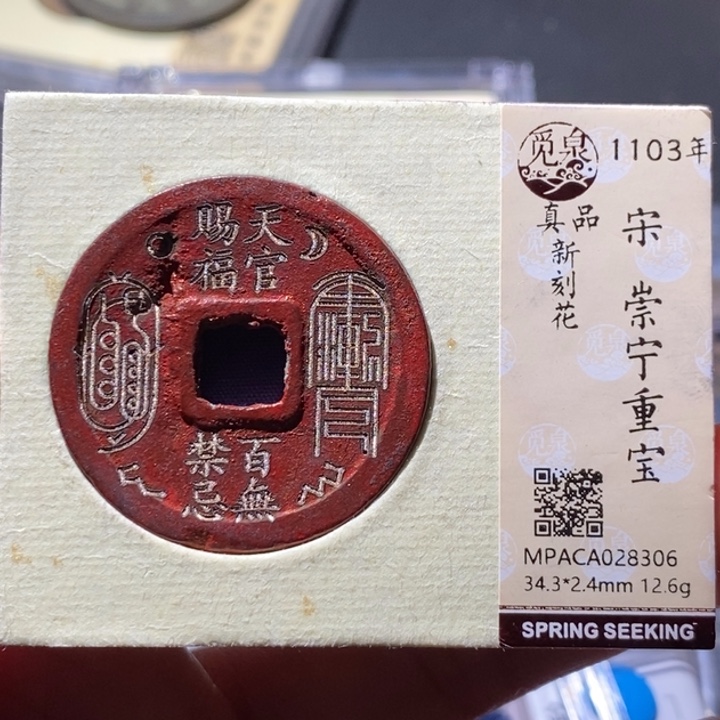 天官
賜福
百無
禁忌
觅泉
1103年
真品
新刻花
宋 崇宁重宝
MPACA028306
34.3*2.4mm 12.6g
SPRING SEEKING